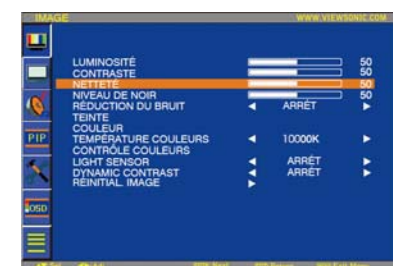 IMAGE WWW.VIEWSONIC.COM
LUMINOSITÉ 50
CONTRASTE 50
NETTETÉ 50
NIVEAU DE NOIR 50
RÉDUCTION DU BRUIT ARRÊT
TEINTE
COULEUR
TEMPÉRATURE COULEURS 10000K
CONTRÔLE COULEURS
LIGHT SENSOR ARRÊT
DYNAMIC CONTRAST ARRÊT
RÉINITIAL. IMAGE
PIP
OSD